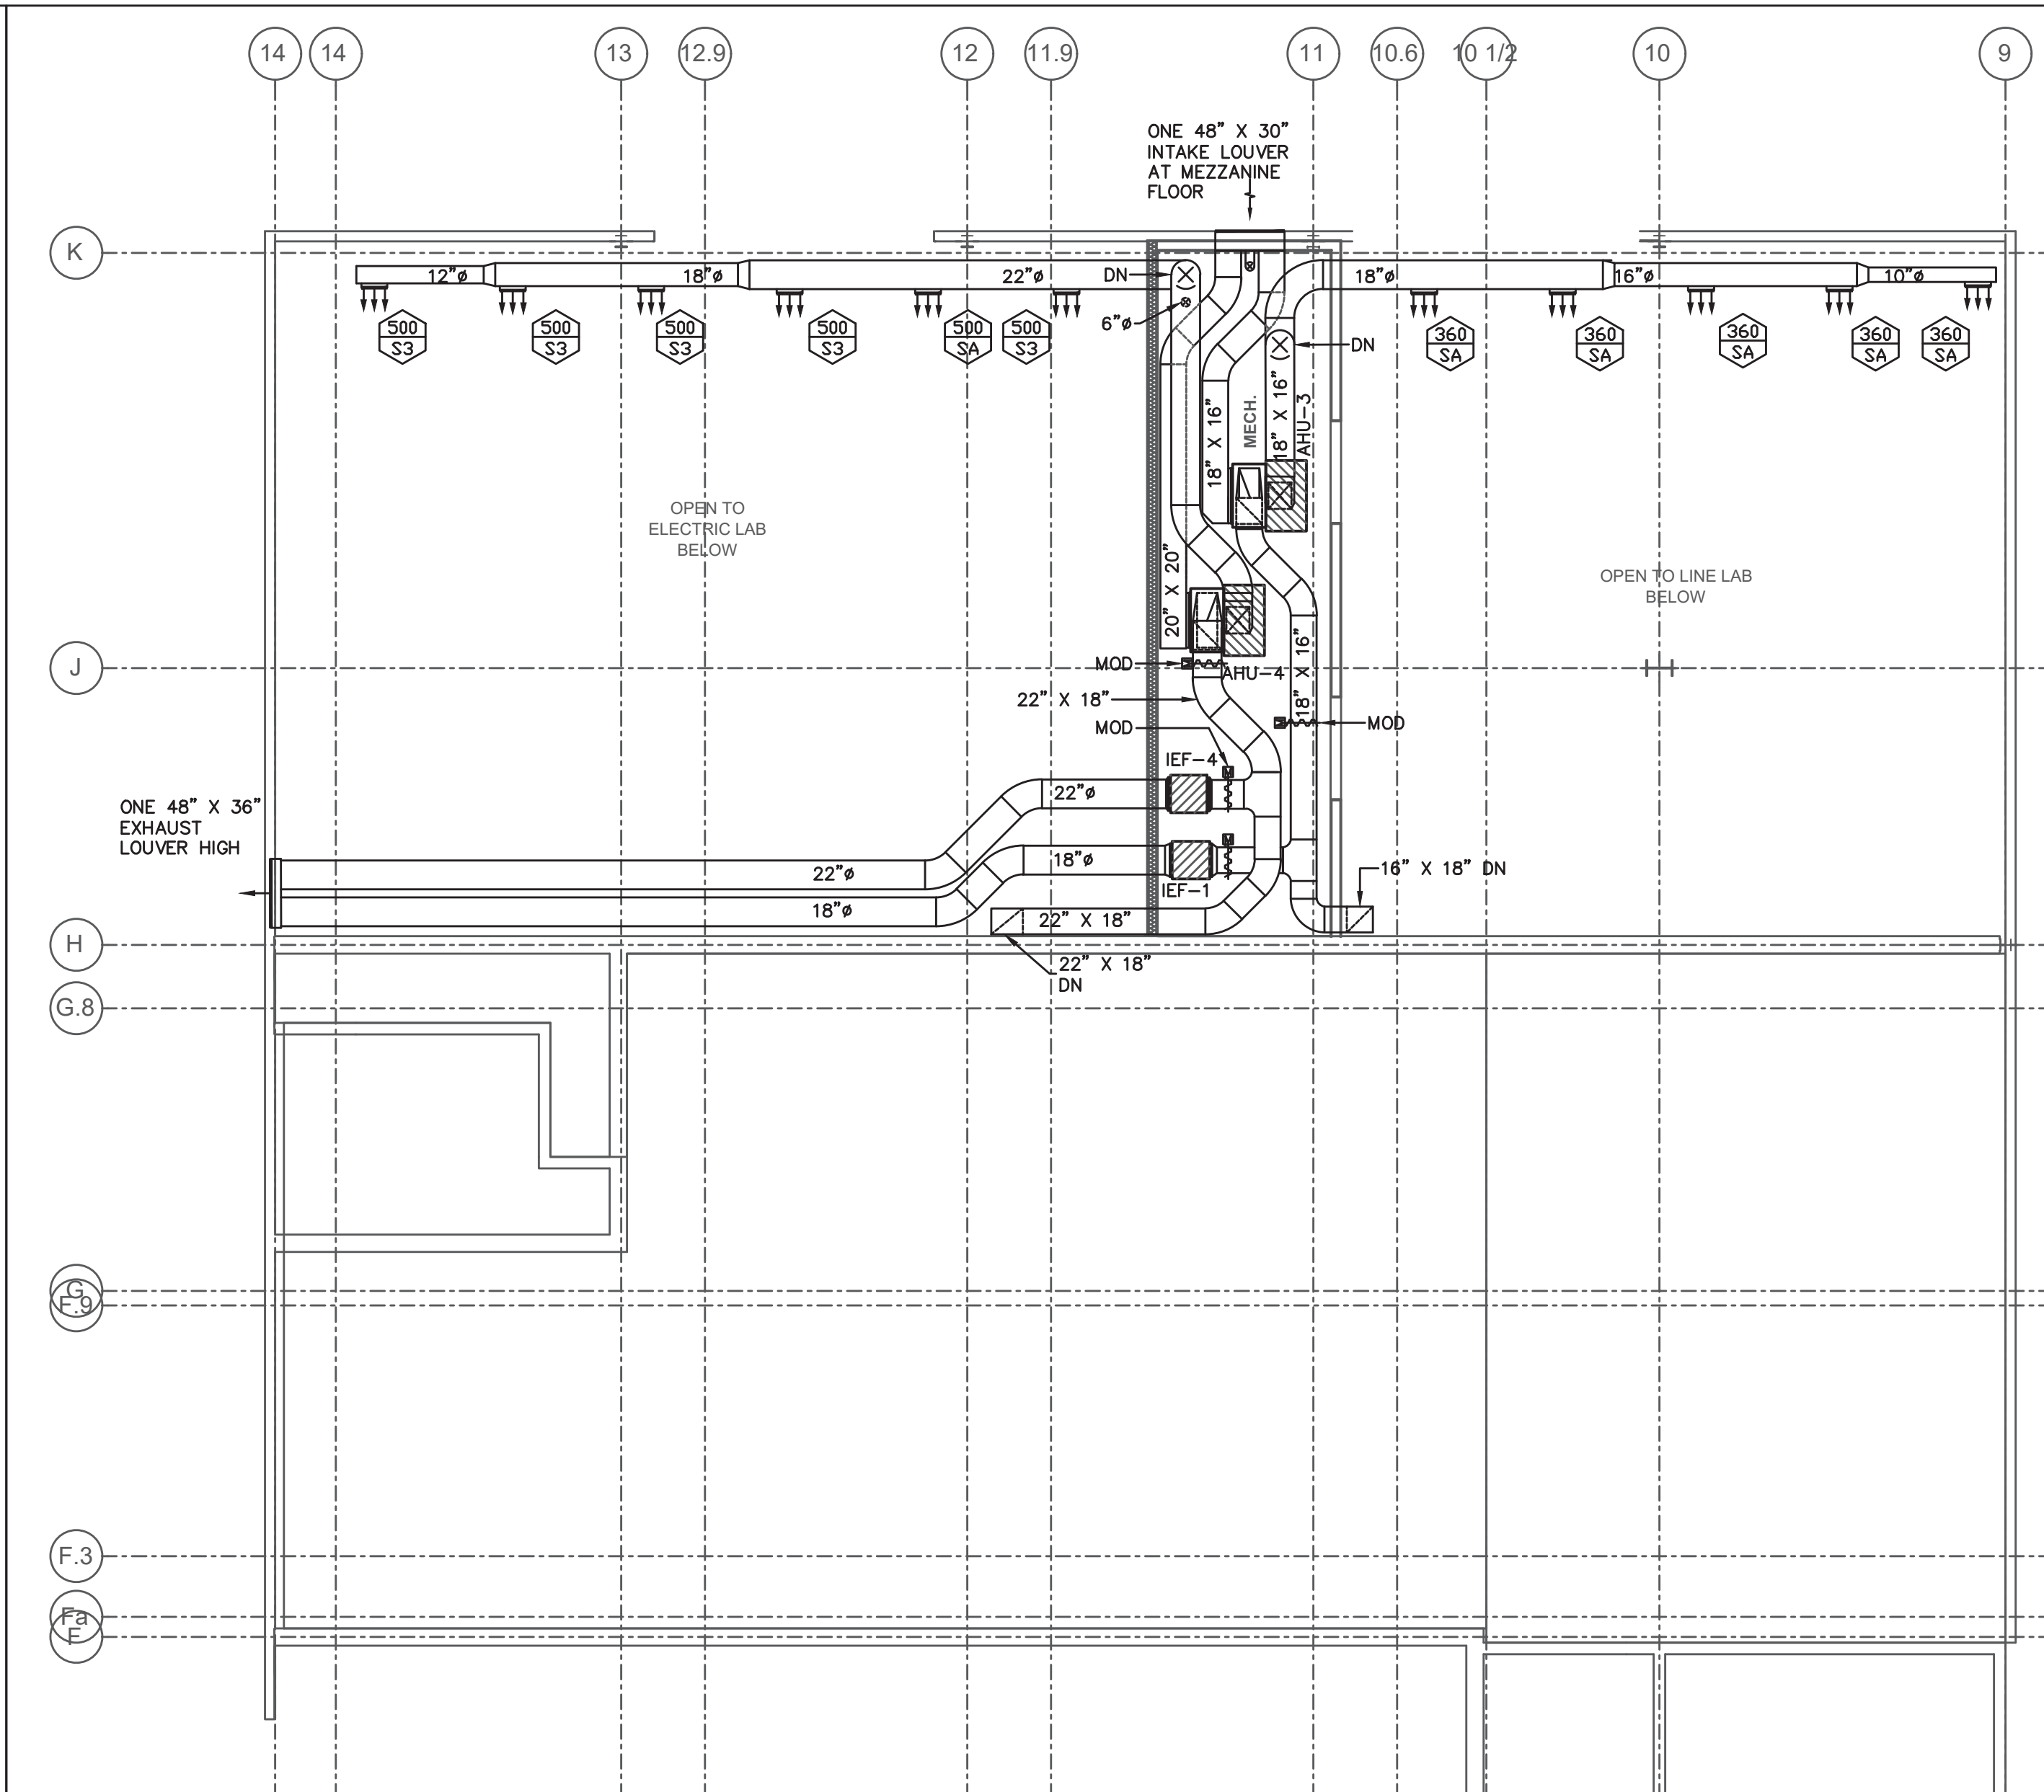 14
14
13
12.9
12
11.9
11
10.6
10 1/2
10
9
ONE 48” X 30”
INTAKE LOUVER
AT MEZZANINE
FLOOR
K
12”ø
18”ø
22”ø
DN
18”ø
16”ø
10”ø
6”ø
DN
500
S3
500
S3
500
S3
500
S3
500
SA
500
S3
360
SA
360
SA
360
SA
360
SA
360
SA
18” X 16”
MECH.
18” X 16”
AHU-3
OPEN TO
ELECTRIC LAB
BELOW
20” X 20”
OPEN TO LINE LAB
BELOW
J
MOD
AHU-4
18” X 16”
22” X 18”
MOD
MOD
IEF-4
22”ø
ONE 48” X 36”
EXHAUST
LOUVER HIGH
22”ø
18”ø
16” X 18” DN
IEF-1
18”ø
22” X 18”
H
22” X 18”
DN
G.8
G
F.9
F.3
Fa
F